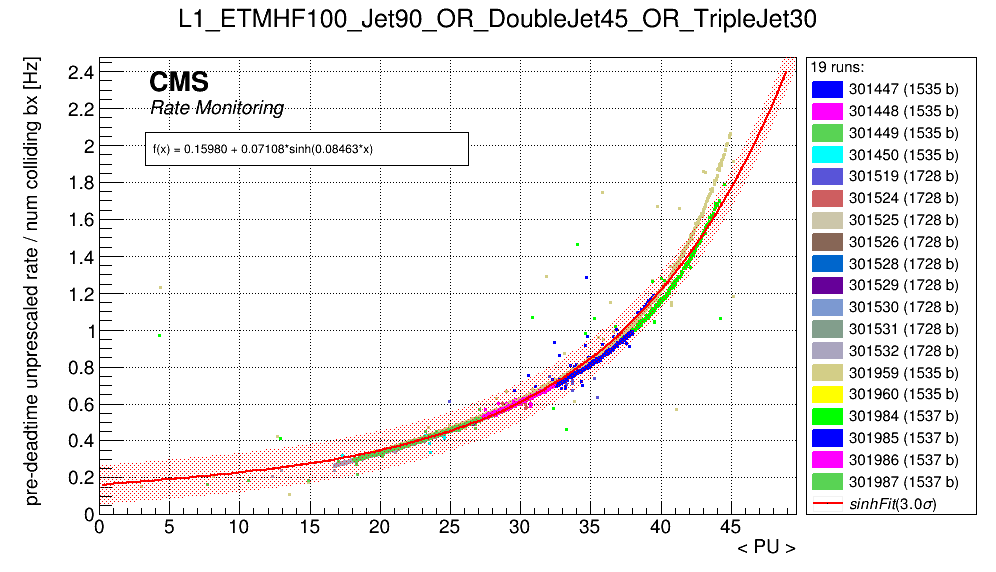 L1_ETMHF100_Jet90_OR_DoubleJet45_OR_TripleJet30
pre-deadtime unprescaled rate / num colliding bx [Hz]
2.4
2.2
2
1.8
1.6
1.4
1.2
1
0.8
0.6
0.4
0.2
0
CMS
Rate Monitoring
f(x) = 0.15980 + 0.07108*sinh(0.08463*x)
0 5 10 15 20 25 30 35 40 45
< PU >
19 runs:
301447 (1535 b)
301448 (1535 b)
301449 (1535 b)
301450 (1535 b)
301519 (1728 b)
301524 (1728 b)
301525 (1728 b)
301526 (1728 b)
301528 (1728 b)
301529 (1728 b)
301530 (1728 b)
301531 (1728 b)
301532 (1728 b)
301959 (1535 b)
301960 (1535 b)
301984 (1537 b)
301985 (1537 b)
301986 (1537 b)
301987 (1537 b)
sinhFit(3.0σ)